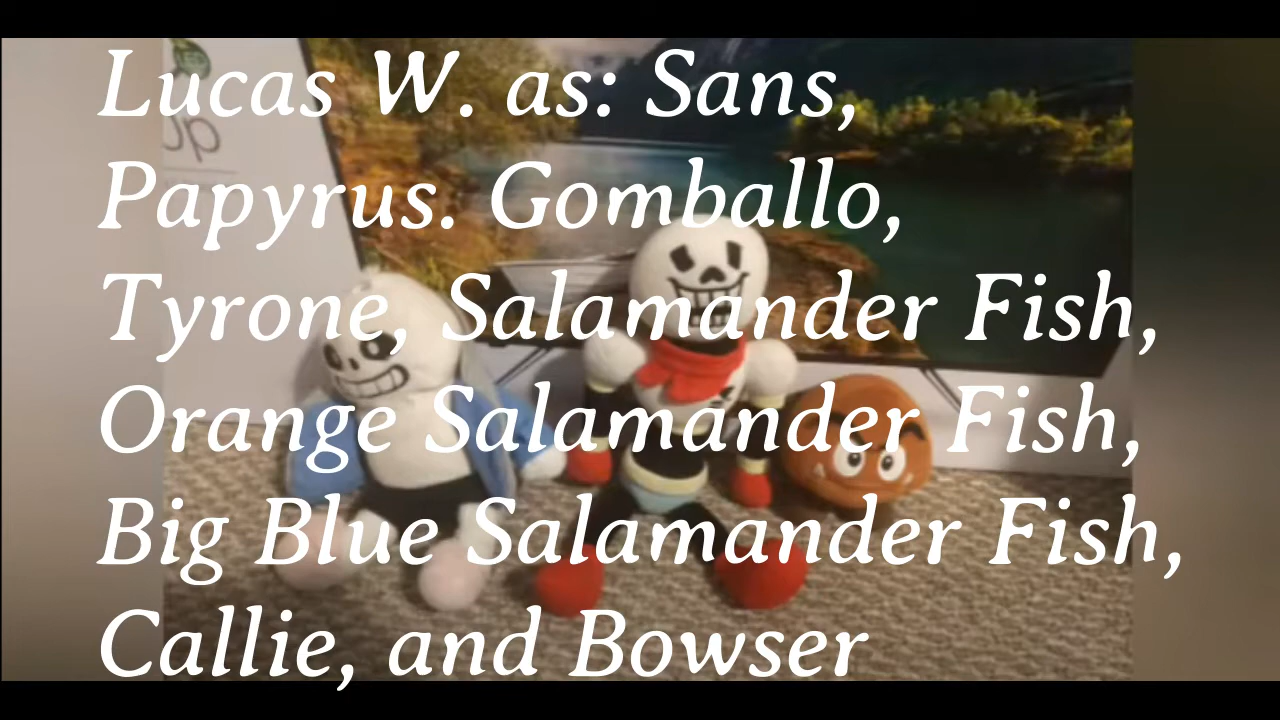 Lucas W. as: Sans,
Papyrus. Gomballo,
Tyrone, Salamander Fish,
Orange Salamander Fish,
Big Blue Salamander Fish,
Callie, and Bowser